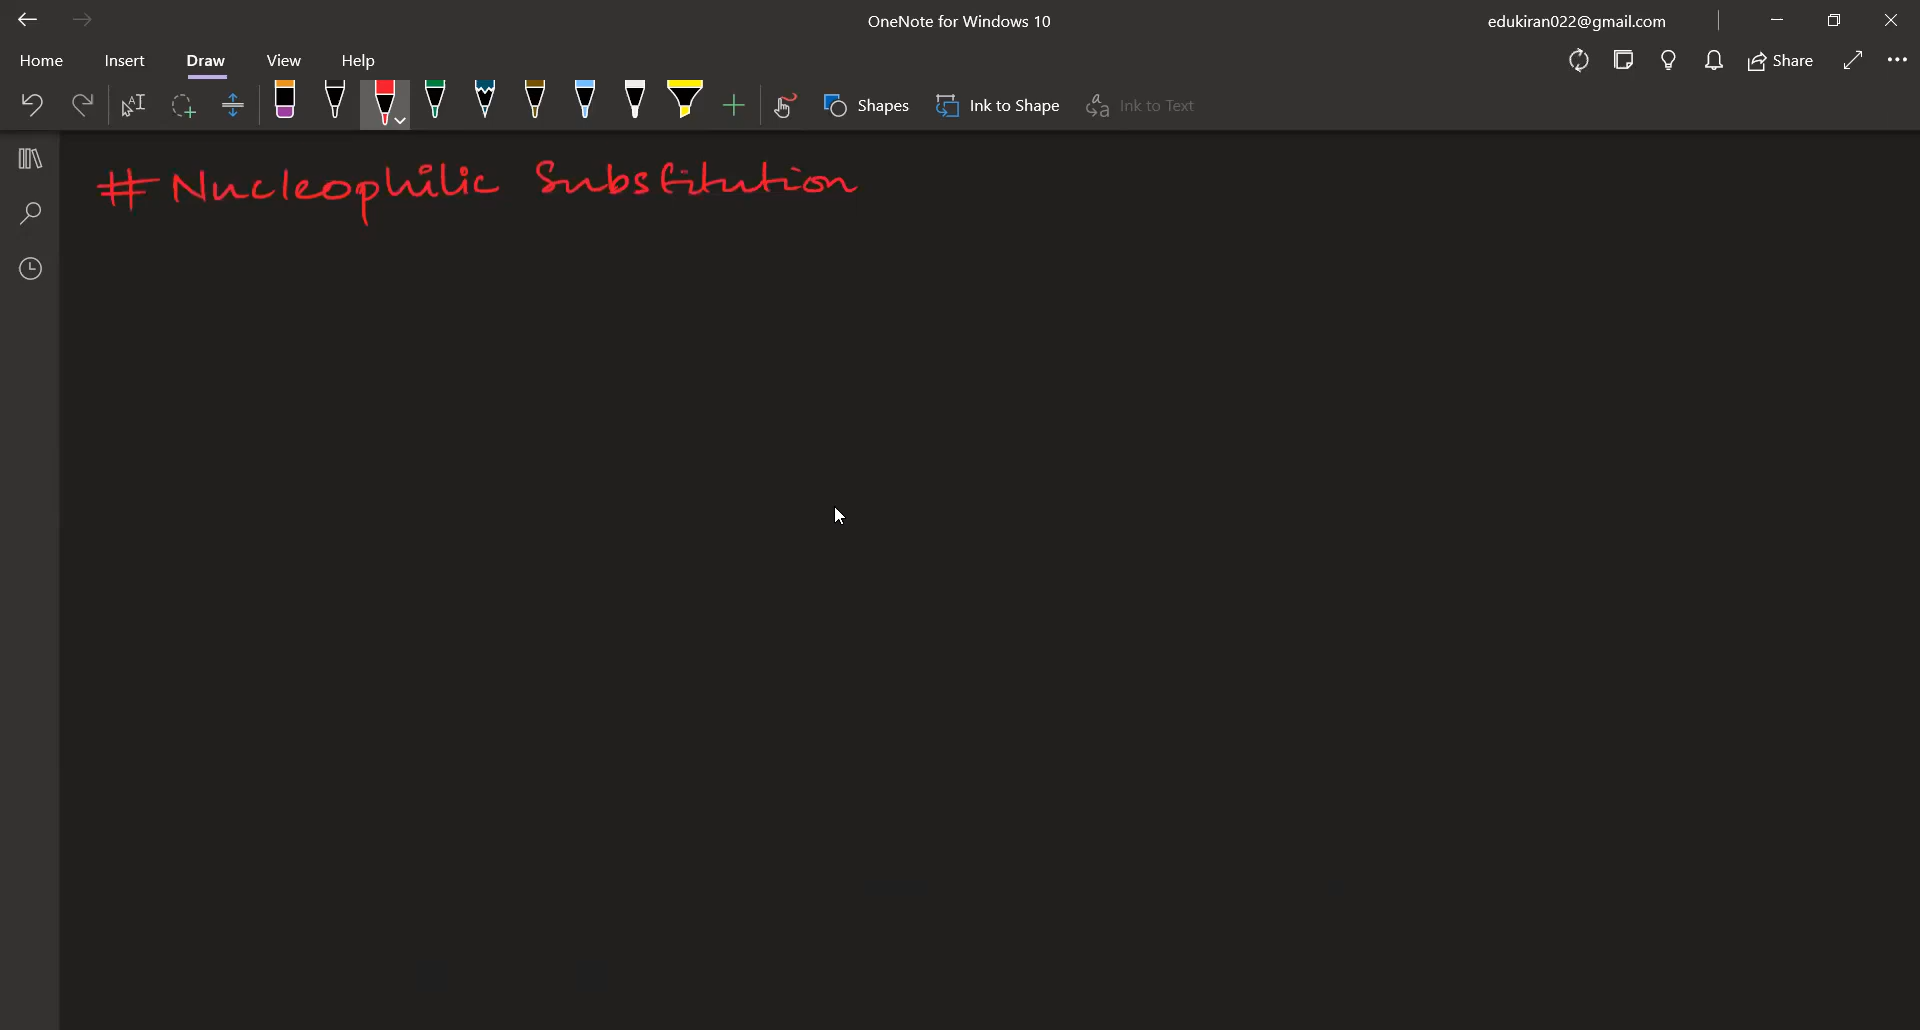 OneNote for Windows 10
edukiran022@gmail.com
Home Insert Draw View Help
Share
Shapes Ink to Shape Ink to Text
# Nucleophilic Substitution